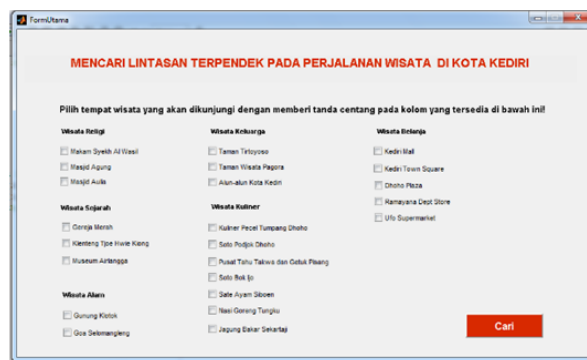 FormUtama
MENCARI LINTASAN TERPENDEK PADA PERJALANAN WISATA DI KOTA KEDIRI
Pilih tempat wisata yang akan dikunjungi dengan memberi tanda centang pada kolom yang tersedia di bawah ini!
Wisata Religi
Makam Syekh Al Wasil
Masjid Agung
Masjid Aulia
Wisata Sejarah
Gereja Merah
Klenteng Tjoe Hwie Kiong
Museum Airlangga
Wisata Alam
Gunung Klotok
Goa Selomangleng
Wisata Keluarga
Taman Tirtoyoso
Taman Wisata Pagora
Alun-alun Kota Kediri
Wisata Kuliner
Kuliner Pecel Tumpang Dhoho
Soto Podjok Dhoho
Pusat Tahu Takwa dan Getuk Pisang
Soto Bok Ijo
Sate Ayam Siboen
Nasi Goreng Tungku
Jagung Bakar Sekartaji
Wisata Belanja
Kediri Mall
Kediri Town Square
Dhoho Plaza
Ramayana Dept Store
Ufo Supermarket
Cari